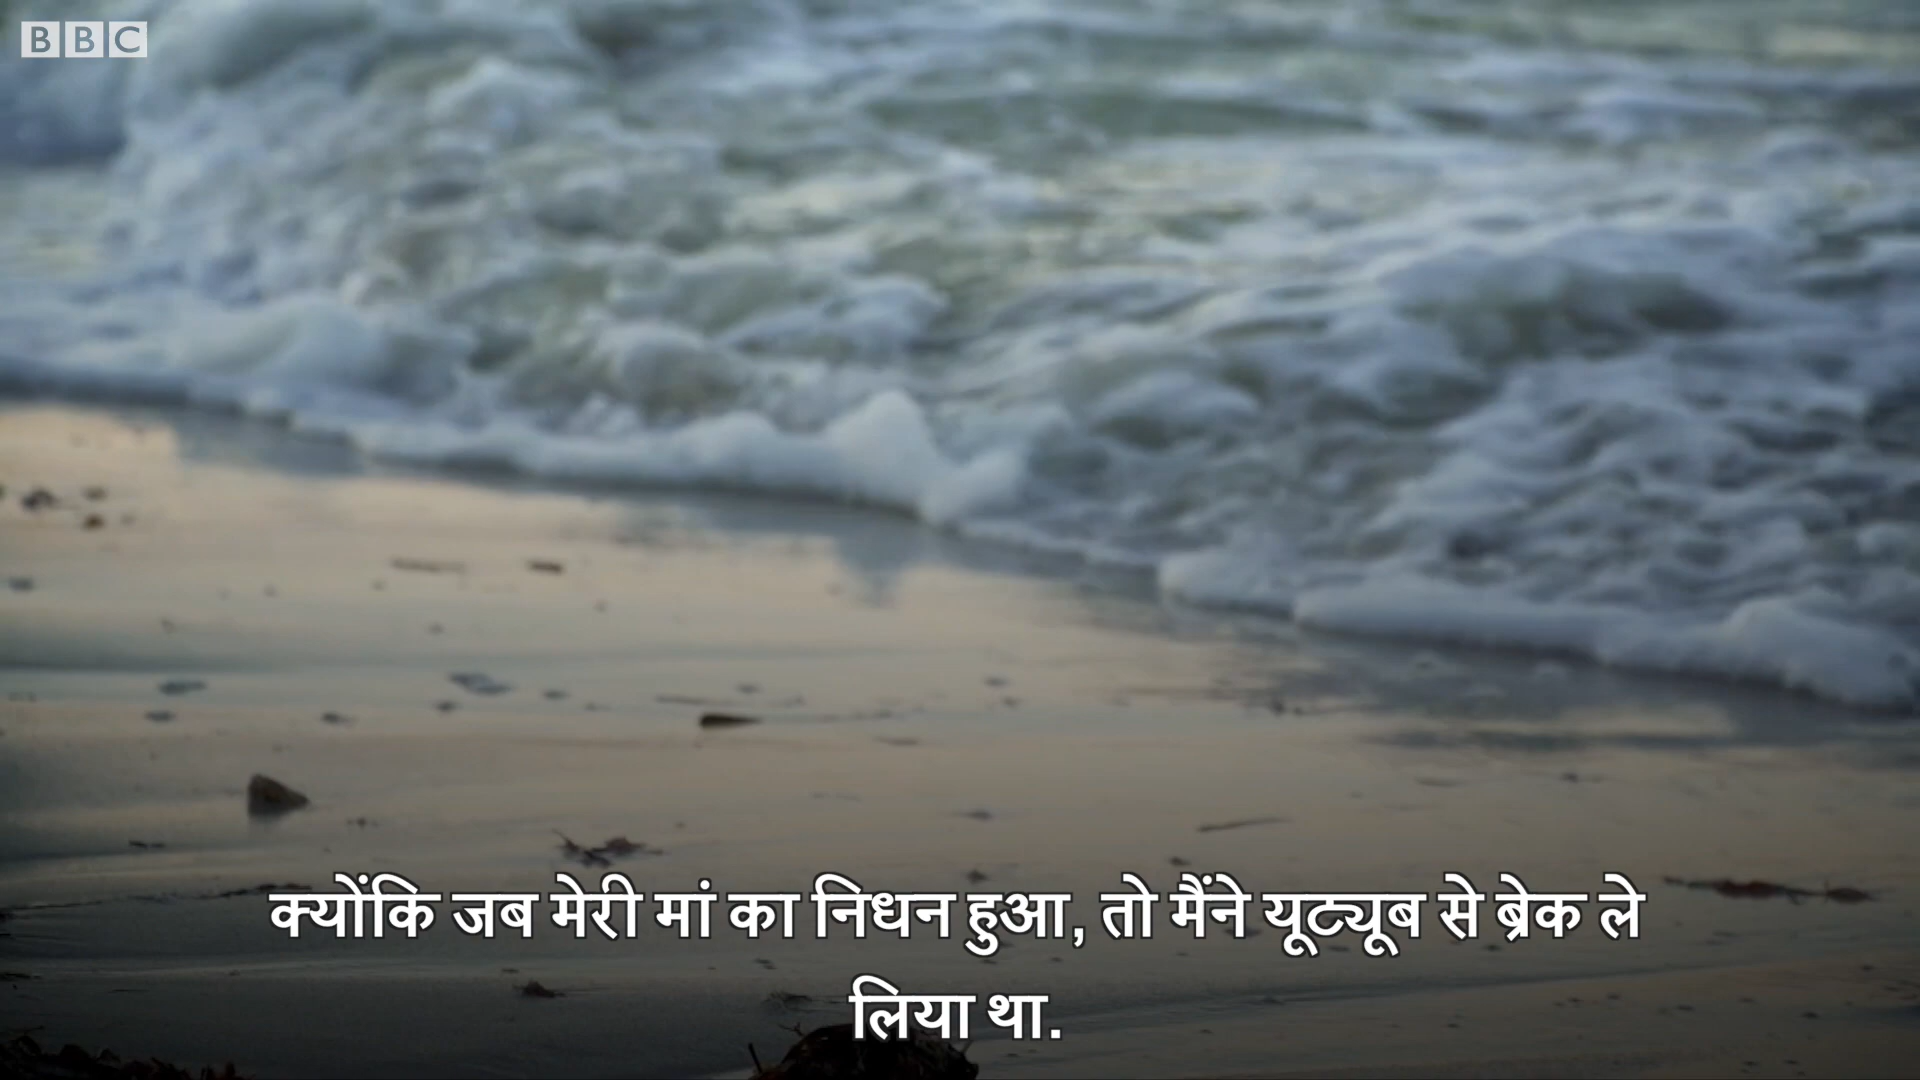 BBC
क्योंकि जब मेरी मां का निधन हुआ, तो मैंने यूट्यूब से ब्रेक ले
लिया था.